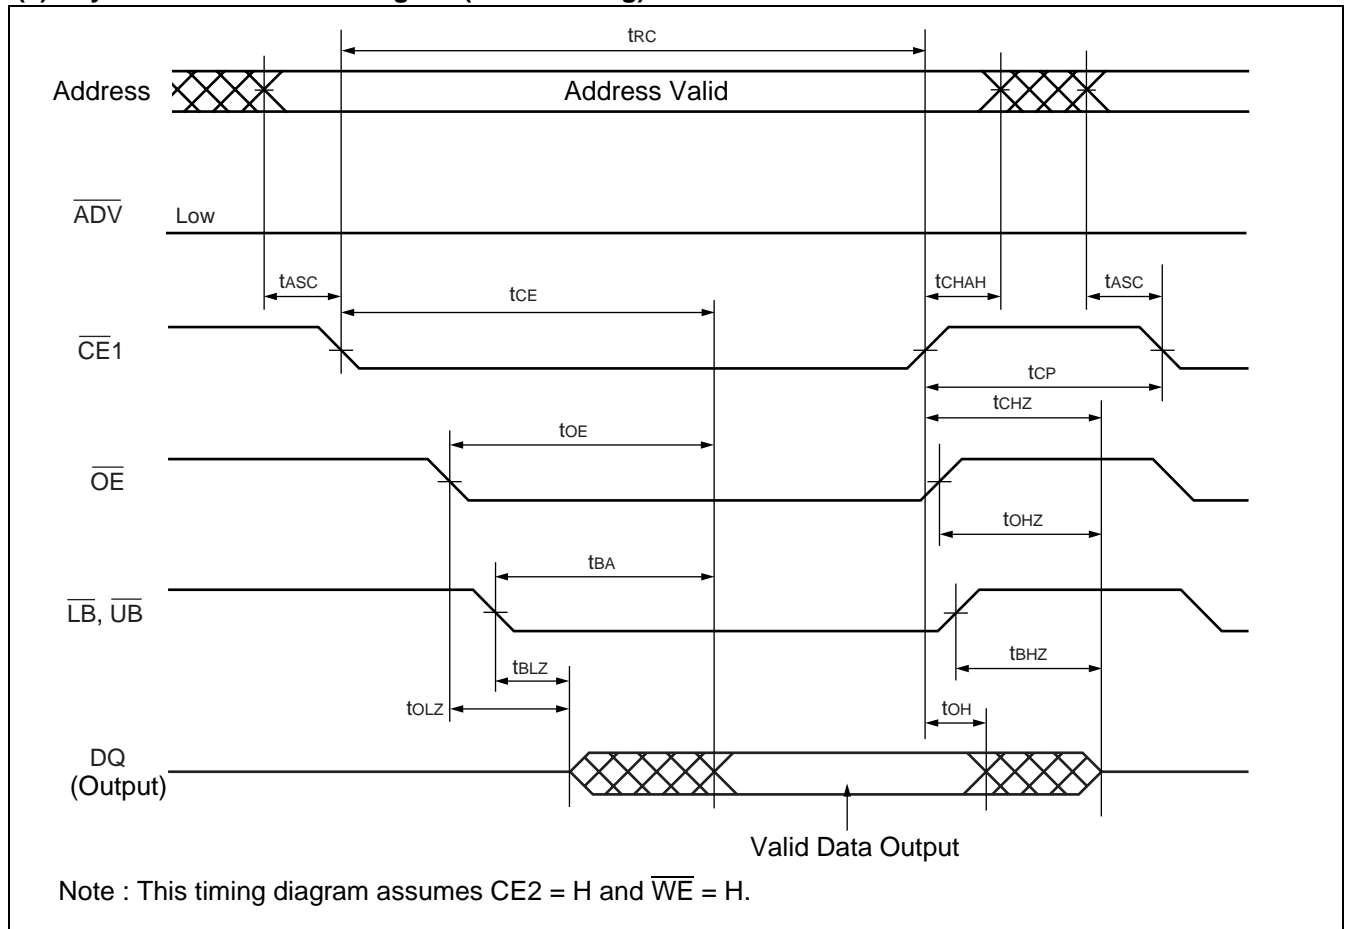 tRC
Address
Address Valid
ADV
Low
tASC
tCE
tCHAH
tASC
CE1
tCP
tCHZ
tOE
OE
tOHZ
tBA
LB, UB
tBLZ
tBHZ
tOLZ
tOH
DQ
(Output)
Valid Data Output
Note : This timing diagram assumes CE2 = H and WE = H.